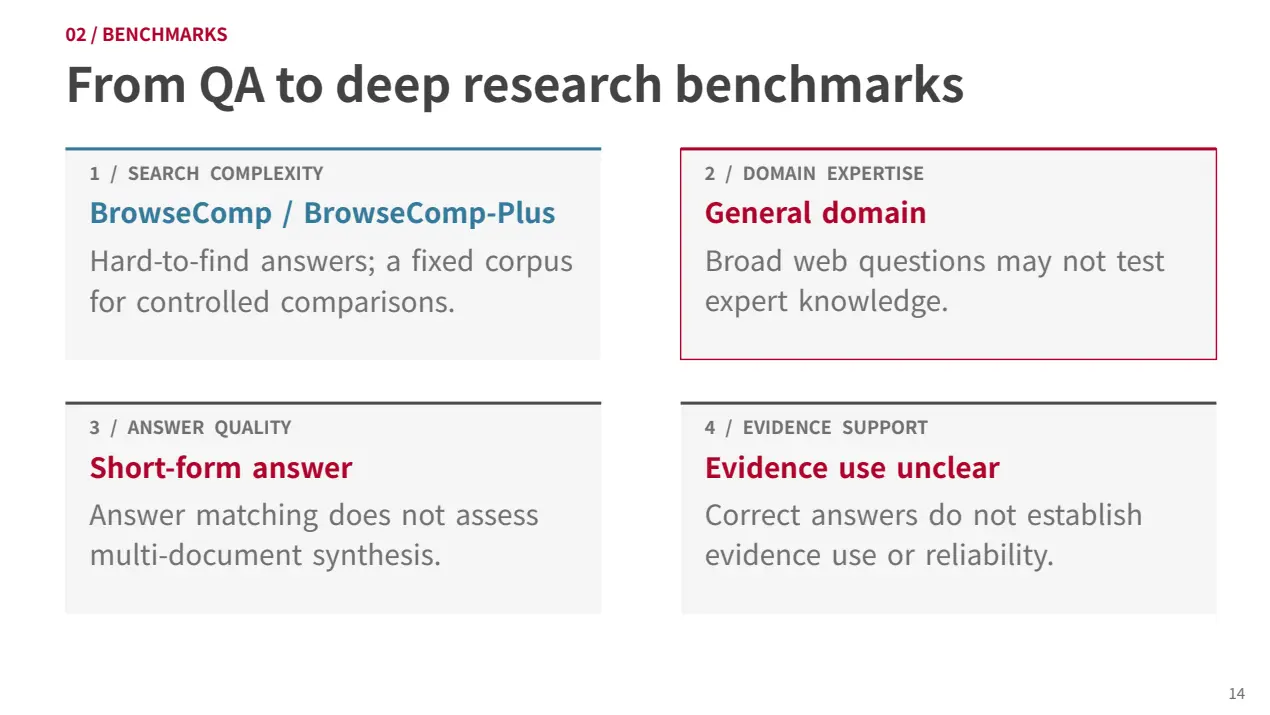 02 / BENCHMARKS
From QA to deep research benchmarks
1 / SEARCH COMPLEXITY
BrowseComp / BrowseComp-Plus
Hard-to-find answers; a fixed corpus
for controlled comparisons.
2 / DOMAIN EXPERTISE
General domain
Broad web questions may not test
expert knowledge.
3 / ANSWER QUALITY
Short-form answer
Answer matching does not assess
multi-document synthesis.
4 / EVIDENCE SUPPORT
Evidence use unclear
Correct answers do not establish
evidence use or reliability.
14